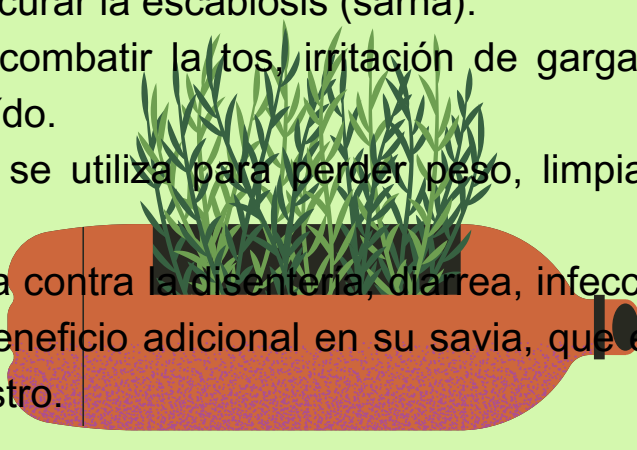 curar la escabiosis (sarna).
combatir la tos, irritación de garga
ído.
se utiliza para perder peso, limpia
a contra la disentería, diarrea, infecc
eneficio adicional en su savia, que e
stro.